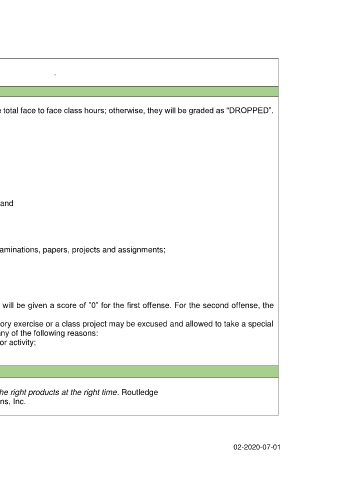 total face to face class hours; otherwise, they will be graded as "DROPPED".
and
aminations, papers, projects and assignments;
will be given a score of "0" for the first offense. For the second offense, the
ory exercise or a class project may be excused and allowed to take a special
ny of the following reasons:
or activity:
he right products at the right time. Routledge
ns, Inc.
02-2020-07-01